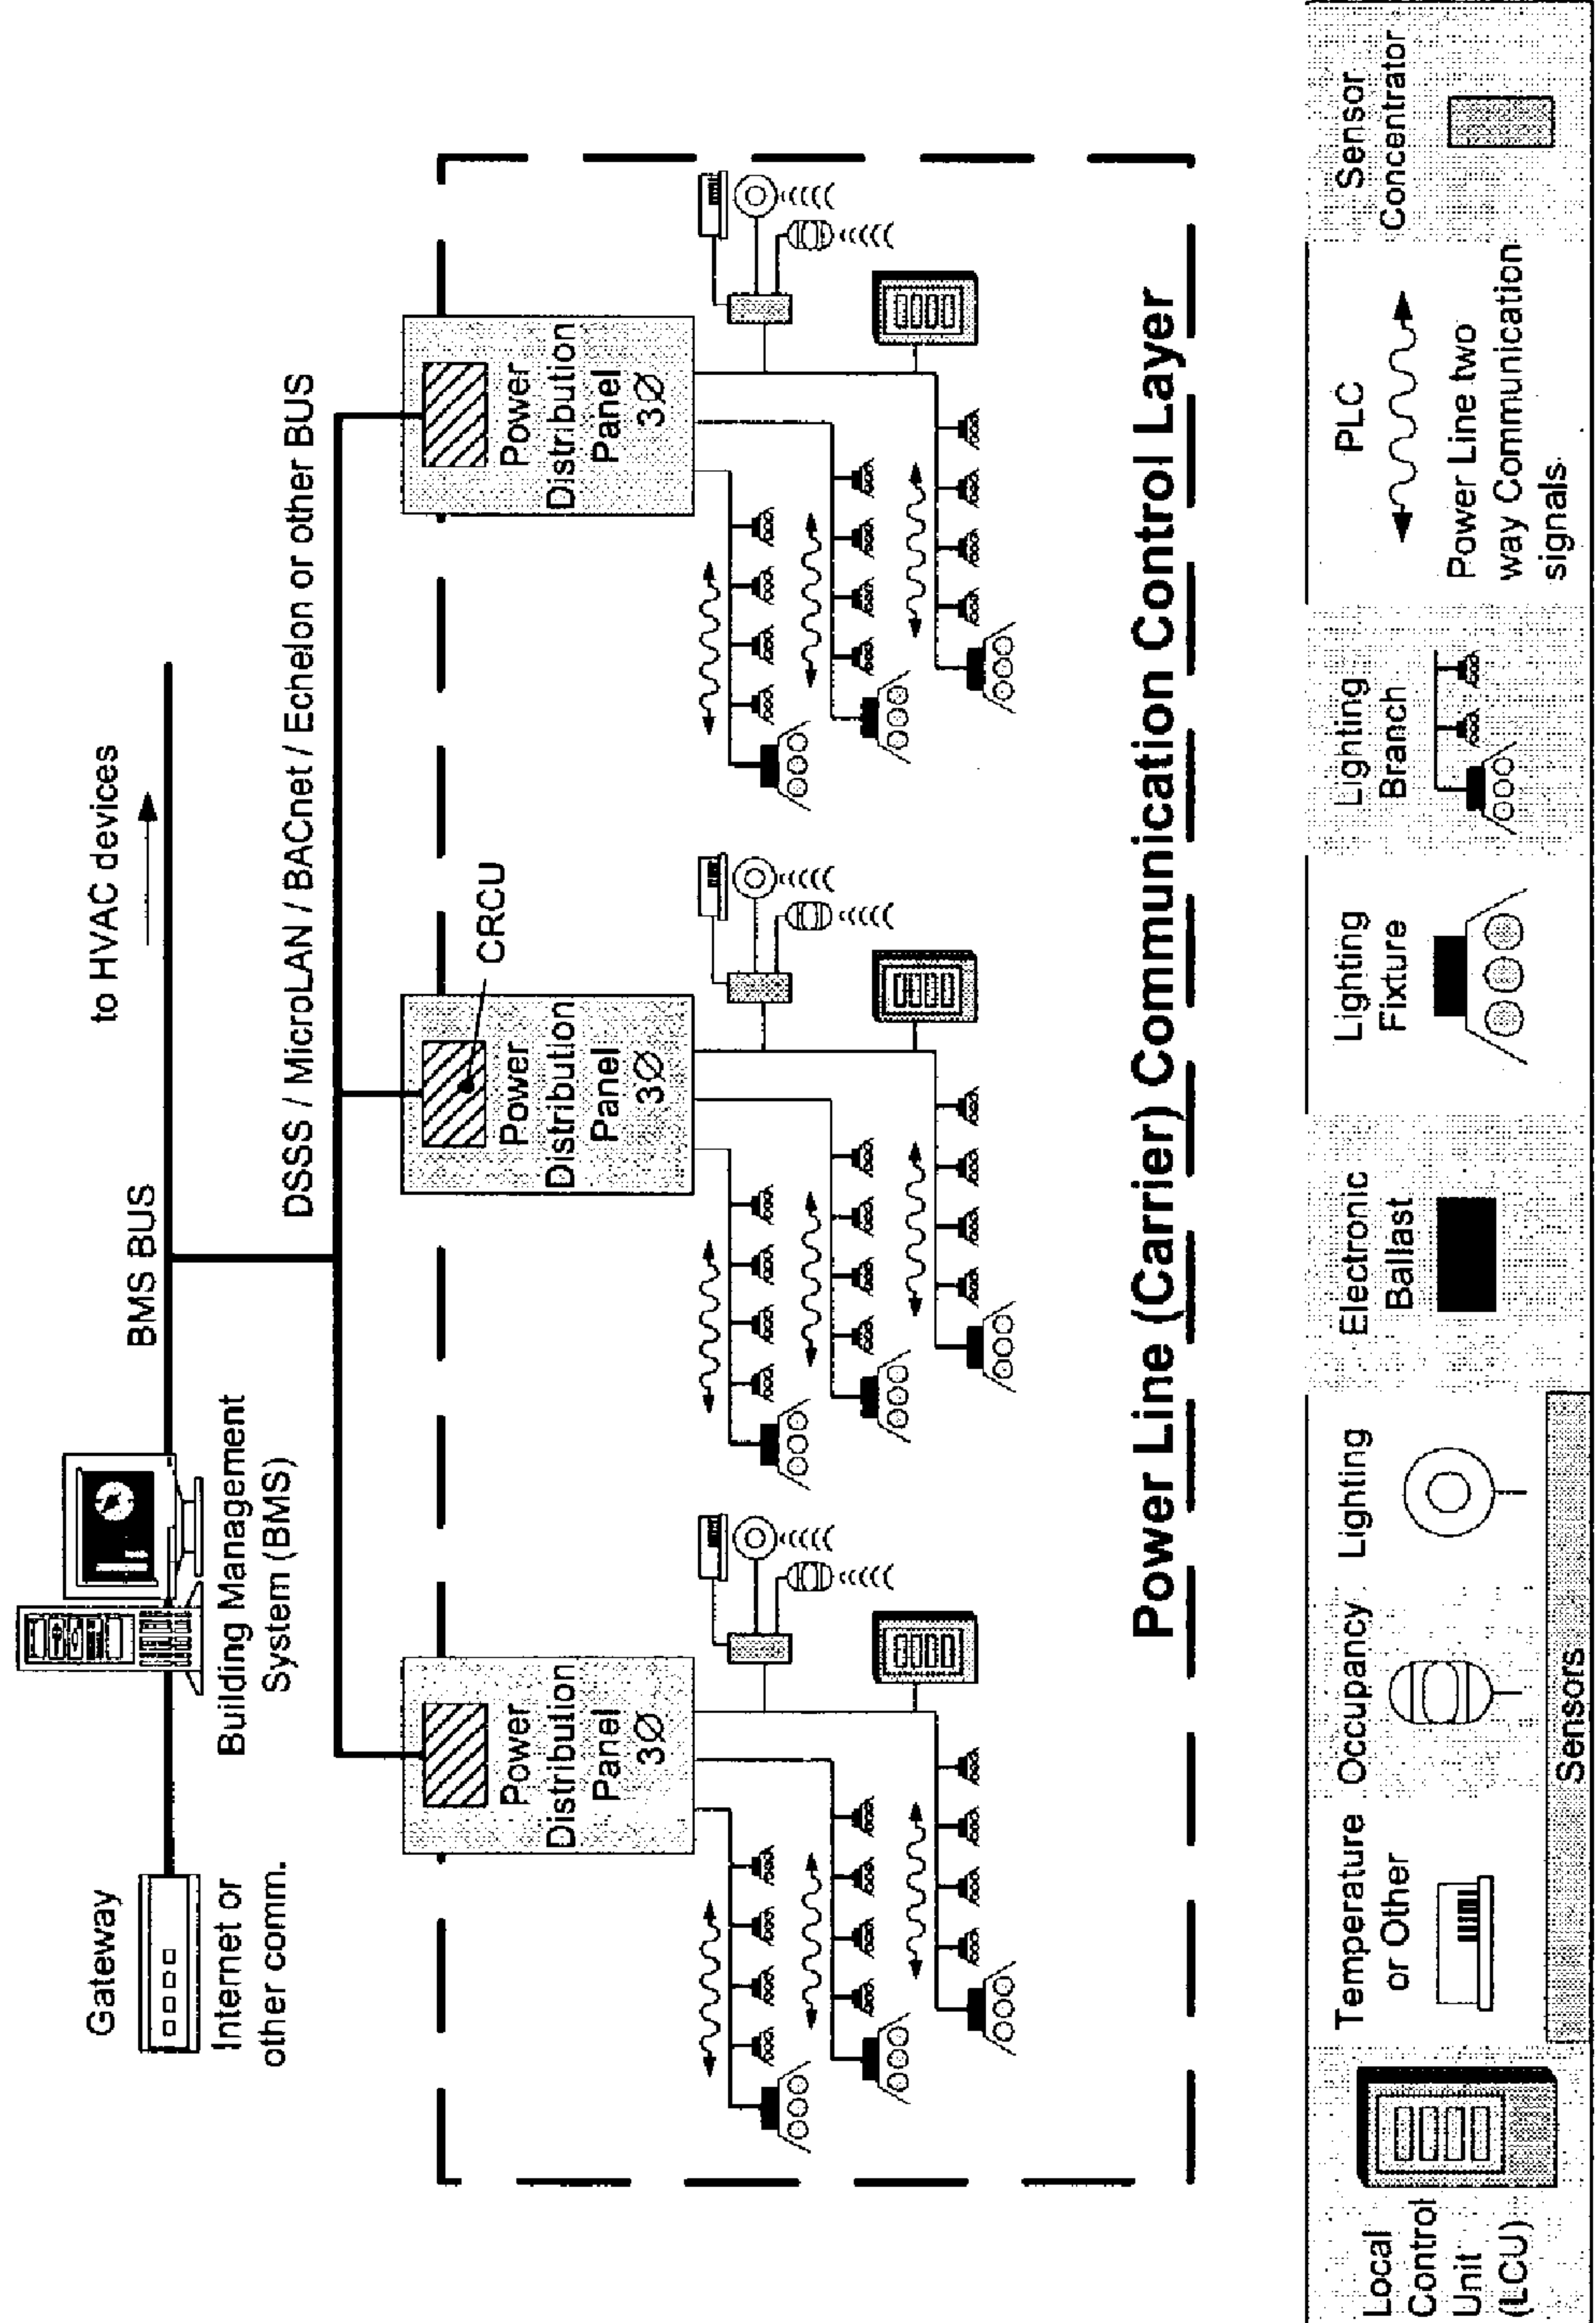 Gateway
Internet or
other comm.
Building Management
System (BMS)
BMS BUS
to HVAC devices
DSSS / MicroLAN / BACnet / Echelon or other BUS
Power
Distribution
Panel
3Ø
CRCU
Power
Distribution
Panel
3Ø
Power
Distribution
Panel
3Ø
Power Line (Carrier) Communication Control Layer
Local
Control
Unit
(LCU)
Temperature
or Other
Occupancy
Lighting
Sensors
Electronic
Ballast
Lighting
Fixture
Lighting
Branch
PLC
Power Line two
way Communication
signals
Sensor
Concentrator